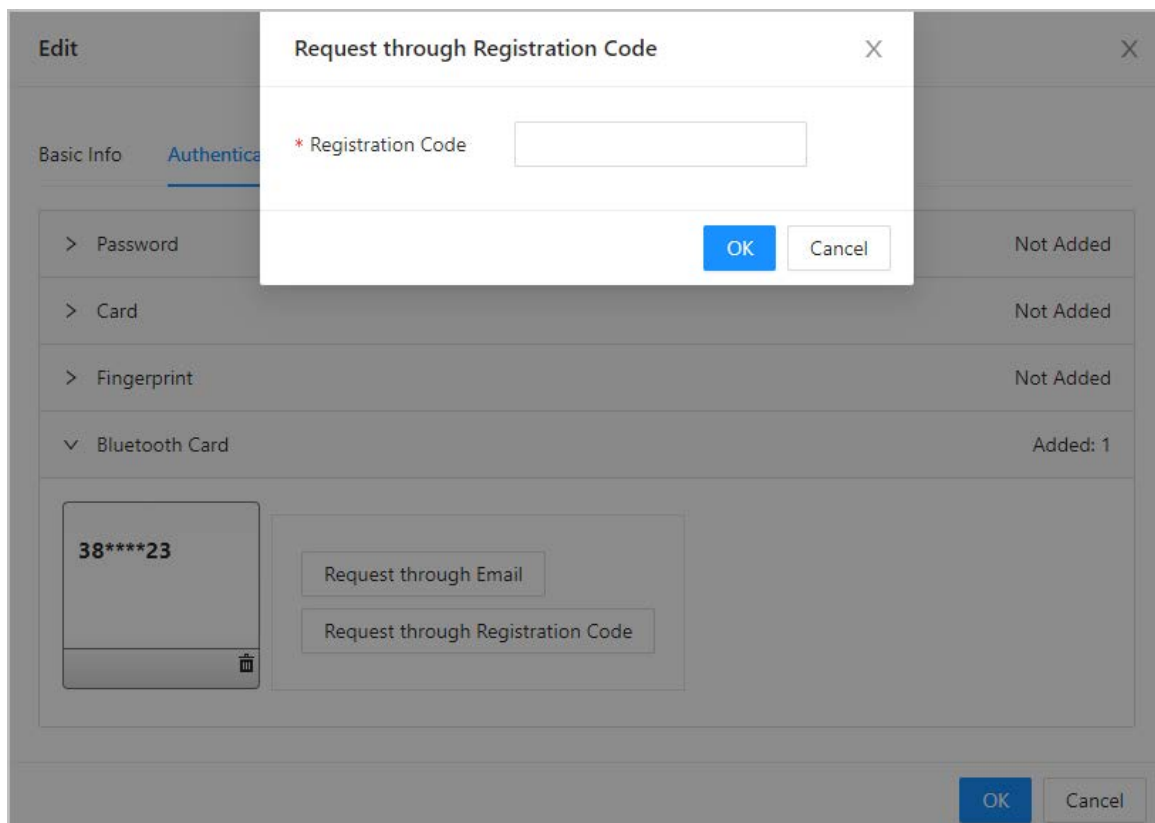 Edit
Request through Registration Code
Basic Info Authentica
* Registration Code
OK Cancel
> Password Not Added
> Card Not Added
> Fingerprint Not Added
Bluetooth Card Added: 1
38****23
Request through Email
Request through Registration Code
OK Cancel